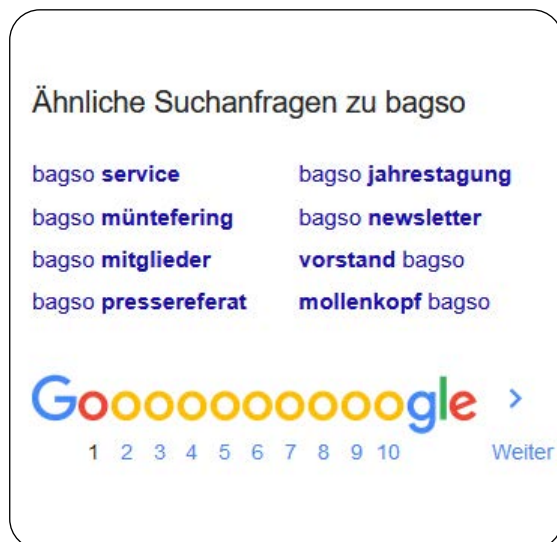 Ähnliche Suchanfragen zu bagso
bagso service
bagso müntefering
bagso mitglieder
bagso pressereferat
bagso jahrestagung
bagso newsletter
vorstand bagso
mollenkopf bagso
Goooooooooogle >
1 2 3 4 5 6 7 8 9 10 Weiter